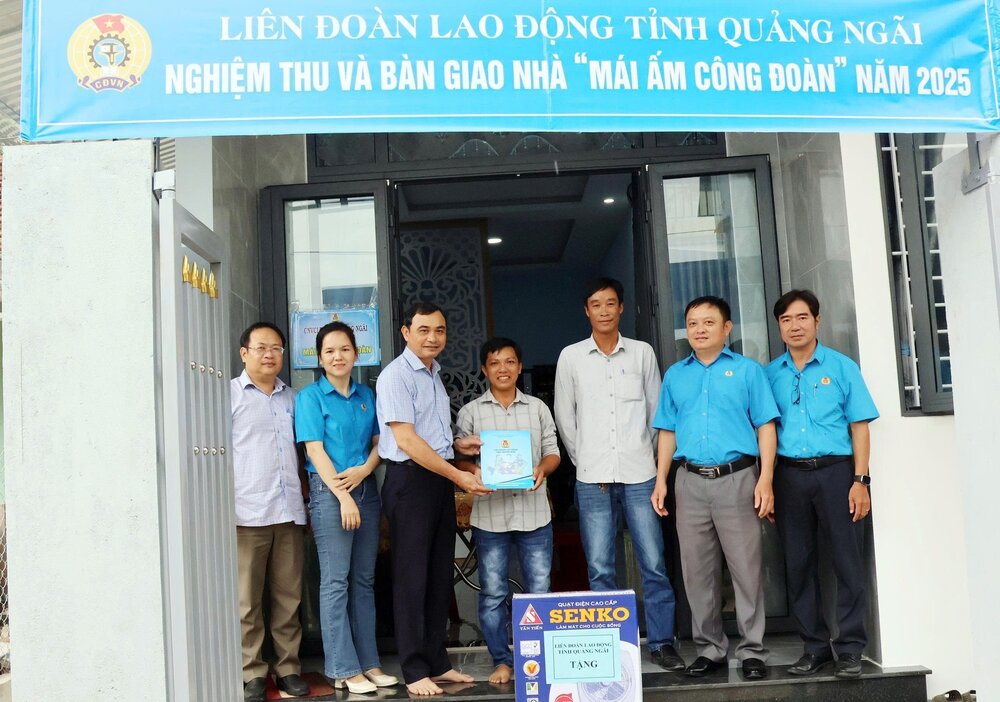 LIÊN ĐOÀN LAO ĐỘNG TỈNH QUẢNG NGÃI
NGHIỆM THU VÀ BÀN GIAO NHÀ “MÁI ẤM CÔNG ĐOÀN” NĂM 2025
CĐVN
QUẠT ĐIỆN CAO CẤP
SENKO
LÀM MÁT CHO CUỘC SỐNG
TÂN TIẾN
LIÊN ĐOÀN LAO ĐỘNG
TỈNH QUẢNG NGÃI
TẶNG